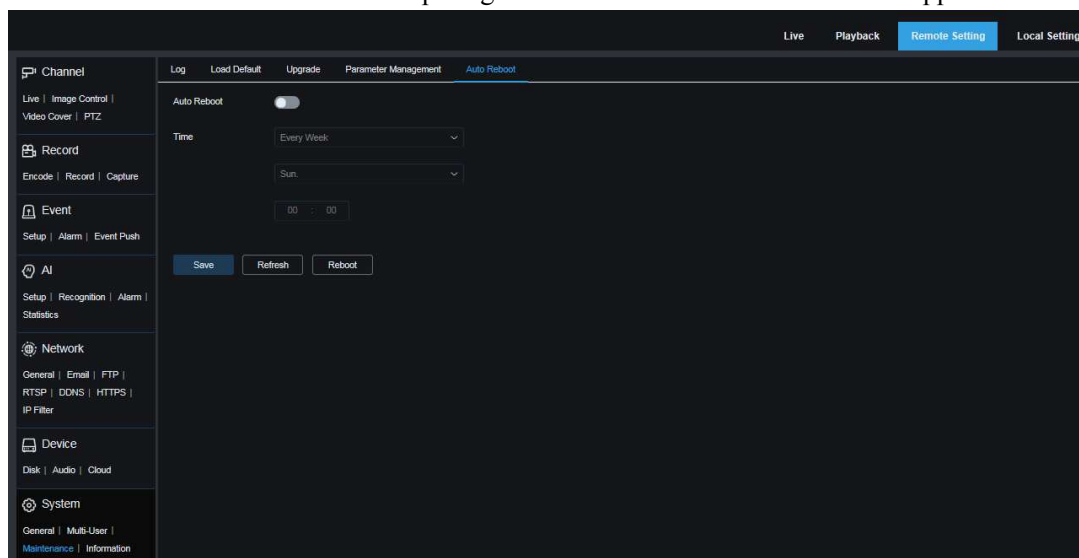 Live Playback Remote Setting Local Setting
Channel
Live | Image Control |
Video Cover | PTZ
Record
Encode | Record | Capture
Event
Setup | Alarm | Event Push
AI
Setup | Recognition | Alarm |
Statistics
Network
General | Email | FTP |
RTSP | DDNS | HTTPS |
IP Filter
Device
Disk | Audio | Cloud
System
General | Multi-User |
Maintenance | Information
Log Load Default Upgrade Parameter Management Auto Reboot
Auto Reboot
Time Every Week
Sun.
00 : 00
Save Refresh Reboot